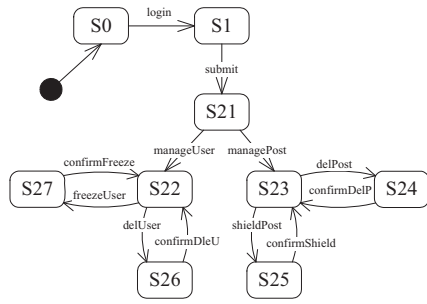 login
S0
S1
submit
S21
manageUser
managePost
confirmFreeze
delPost
S27
S22
S23
S24
freezeUser
confirmDelP
delUser
confirmDleU
shieldPost
confirmShield
S26
S25